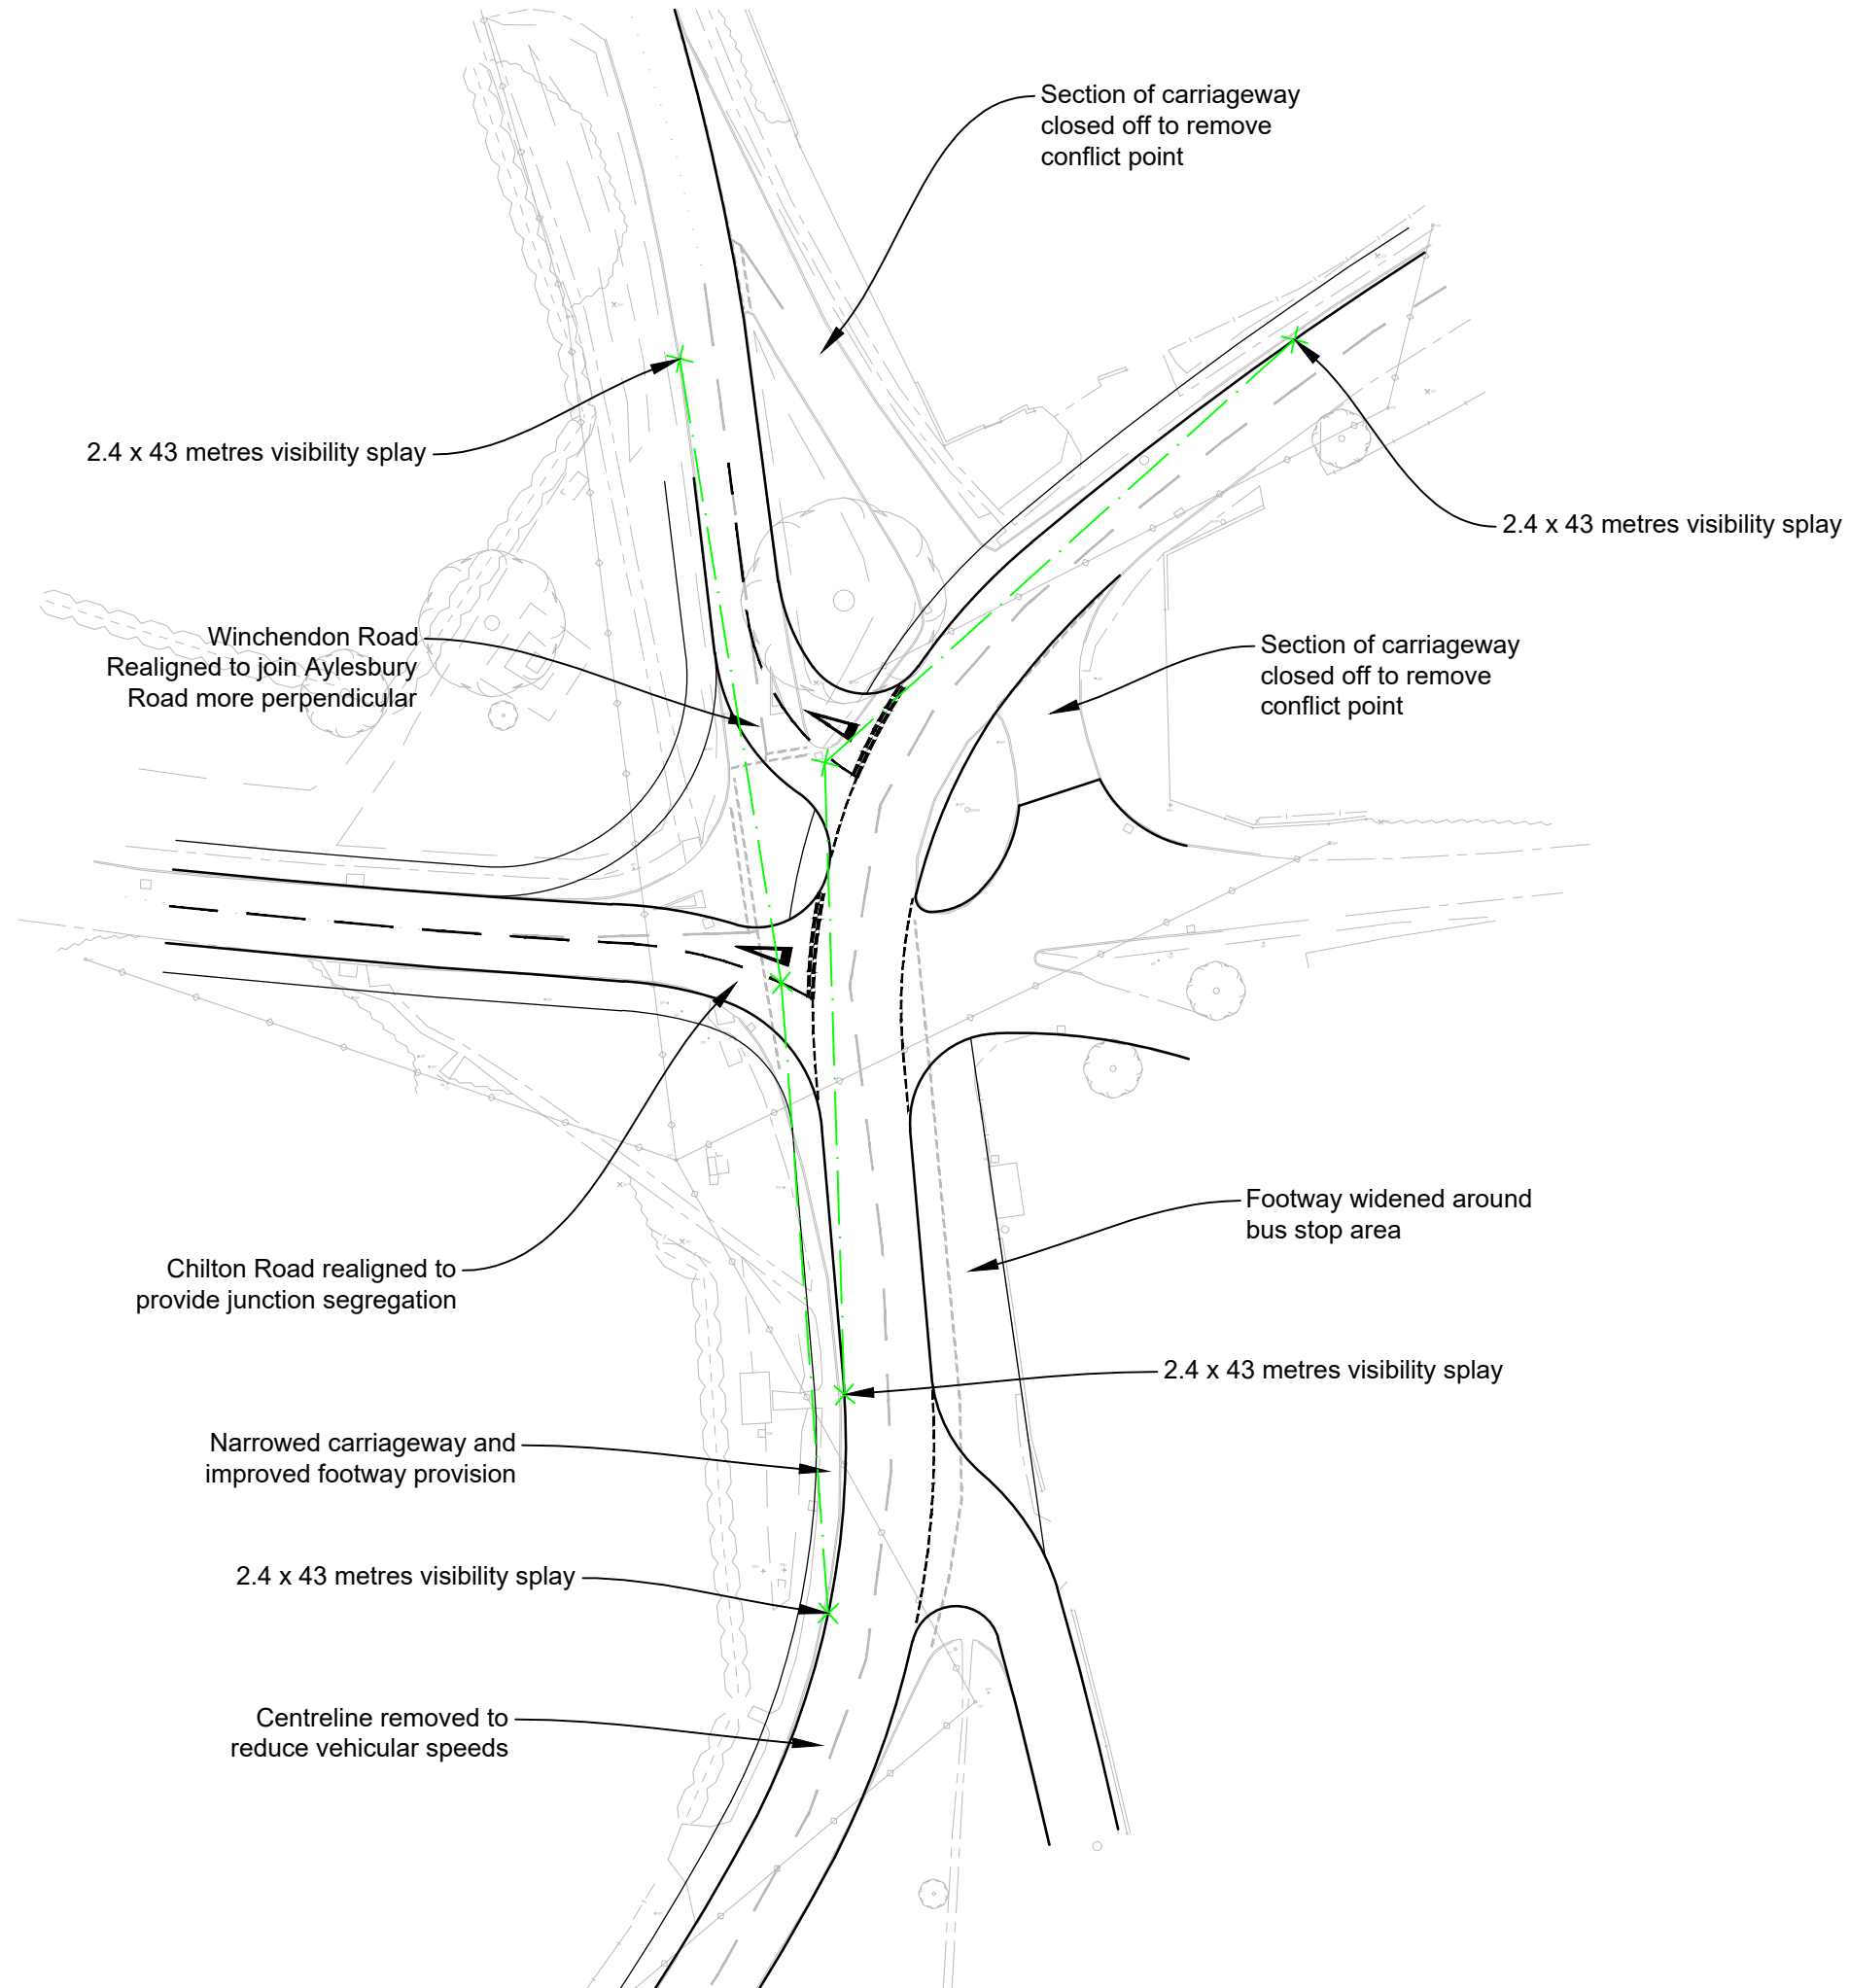 Section of carriageway
closed off to remove
conflict point
2.4 x 43 metres visibility splay
2.4 x 43 metres visibility splay
Winchendon Road
Realigned to join Aylesbury
Road more perpendicular
Section of carriageway
closed off to remove
conflict point
Footway widened around
bus stop area
Chilton Road realigned to
provide junction segregation
2.4 x 43 metres visibility splay
Narrowed carriageway and
improved footway provision
2.4 x 43 metres visibility splay
Centreline removed to
reduce vehicular speeds